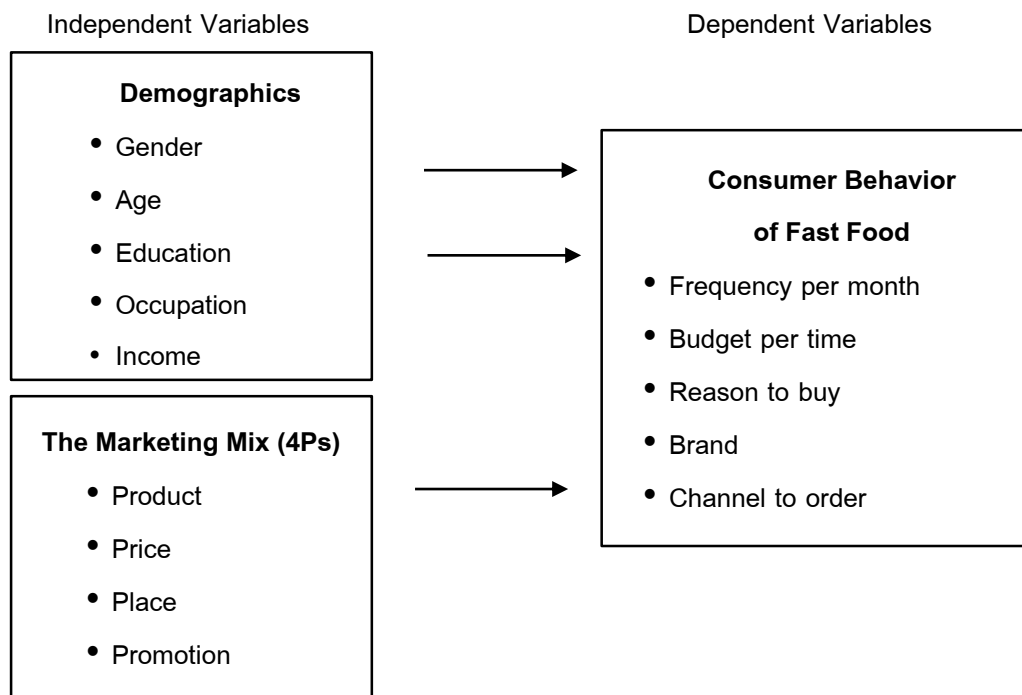 Independent Variables
Dependent Variables
Demographics
• Gender
• Age
• Education
• Occupation
• Income
The Marketing Mix (4Ps)
• Product
• Price
• Place
• Promotion
Consumer Behavior
of Fast Food
• Frequency per month
• Budget per time
• Reason to buy
• Brand
• Channel to order